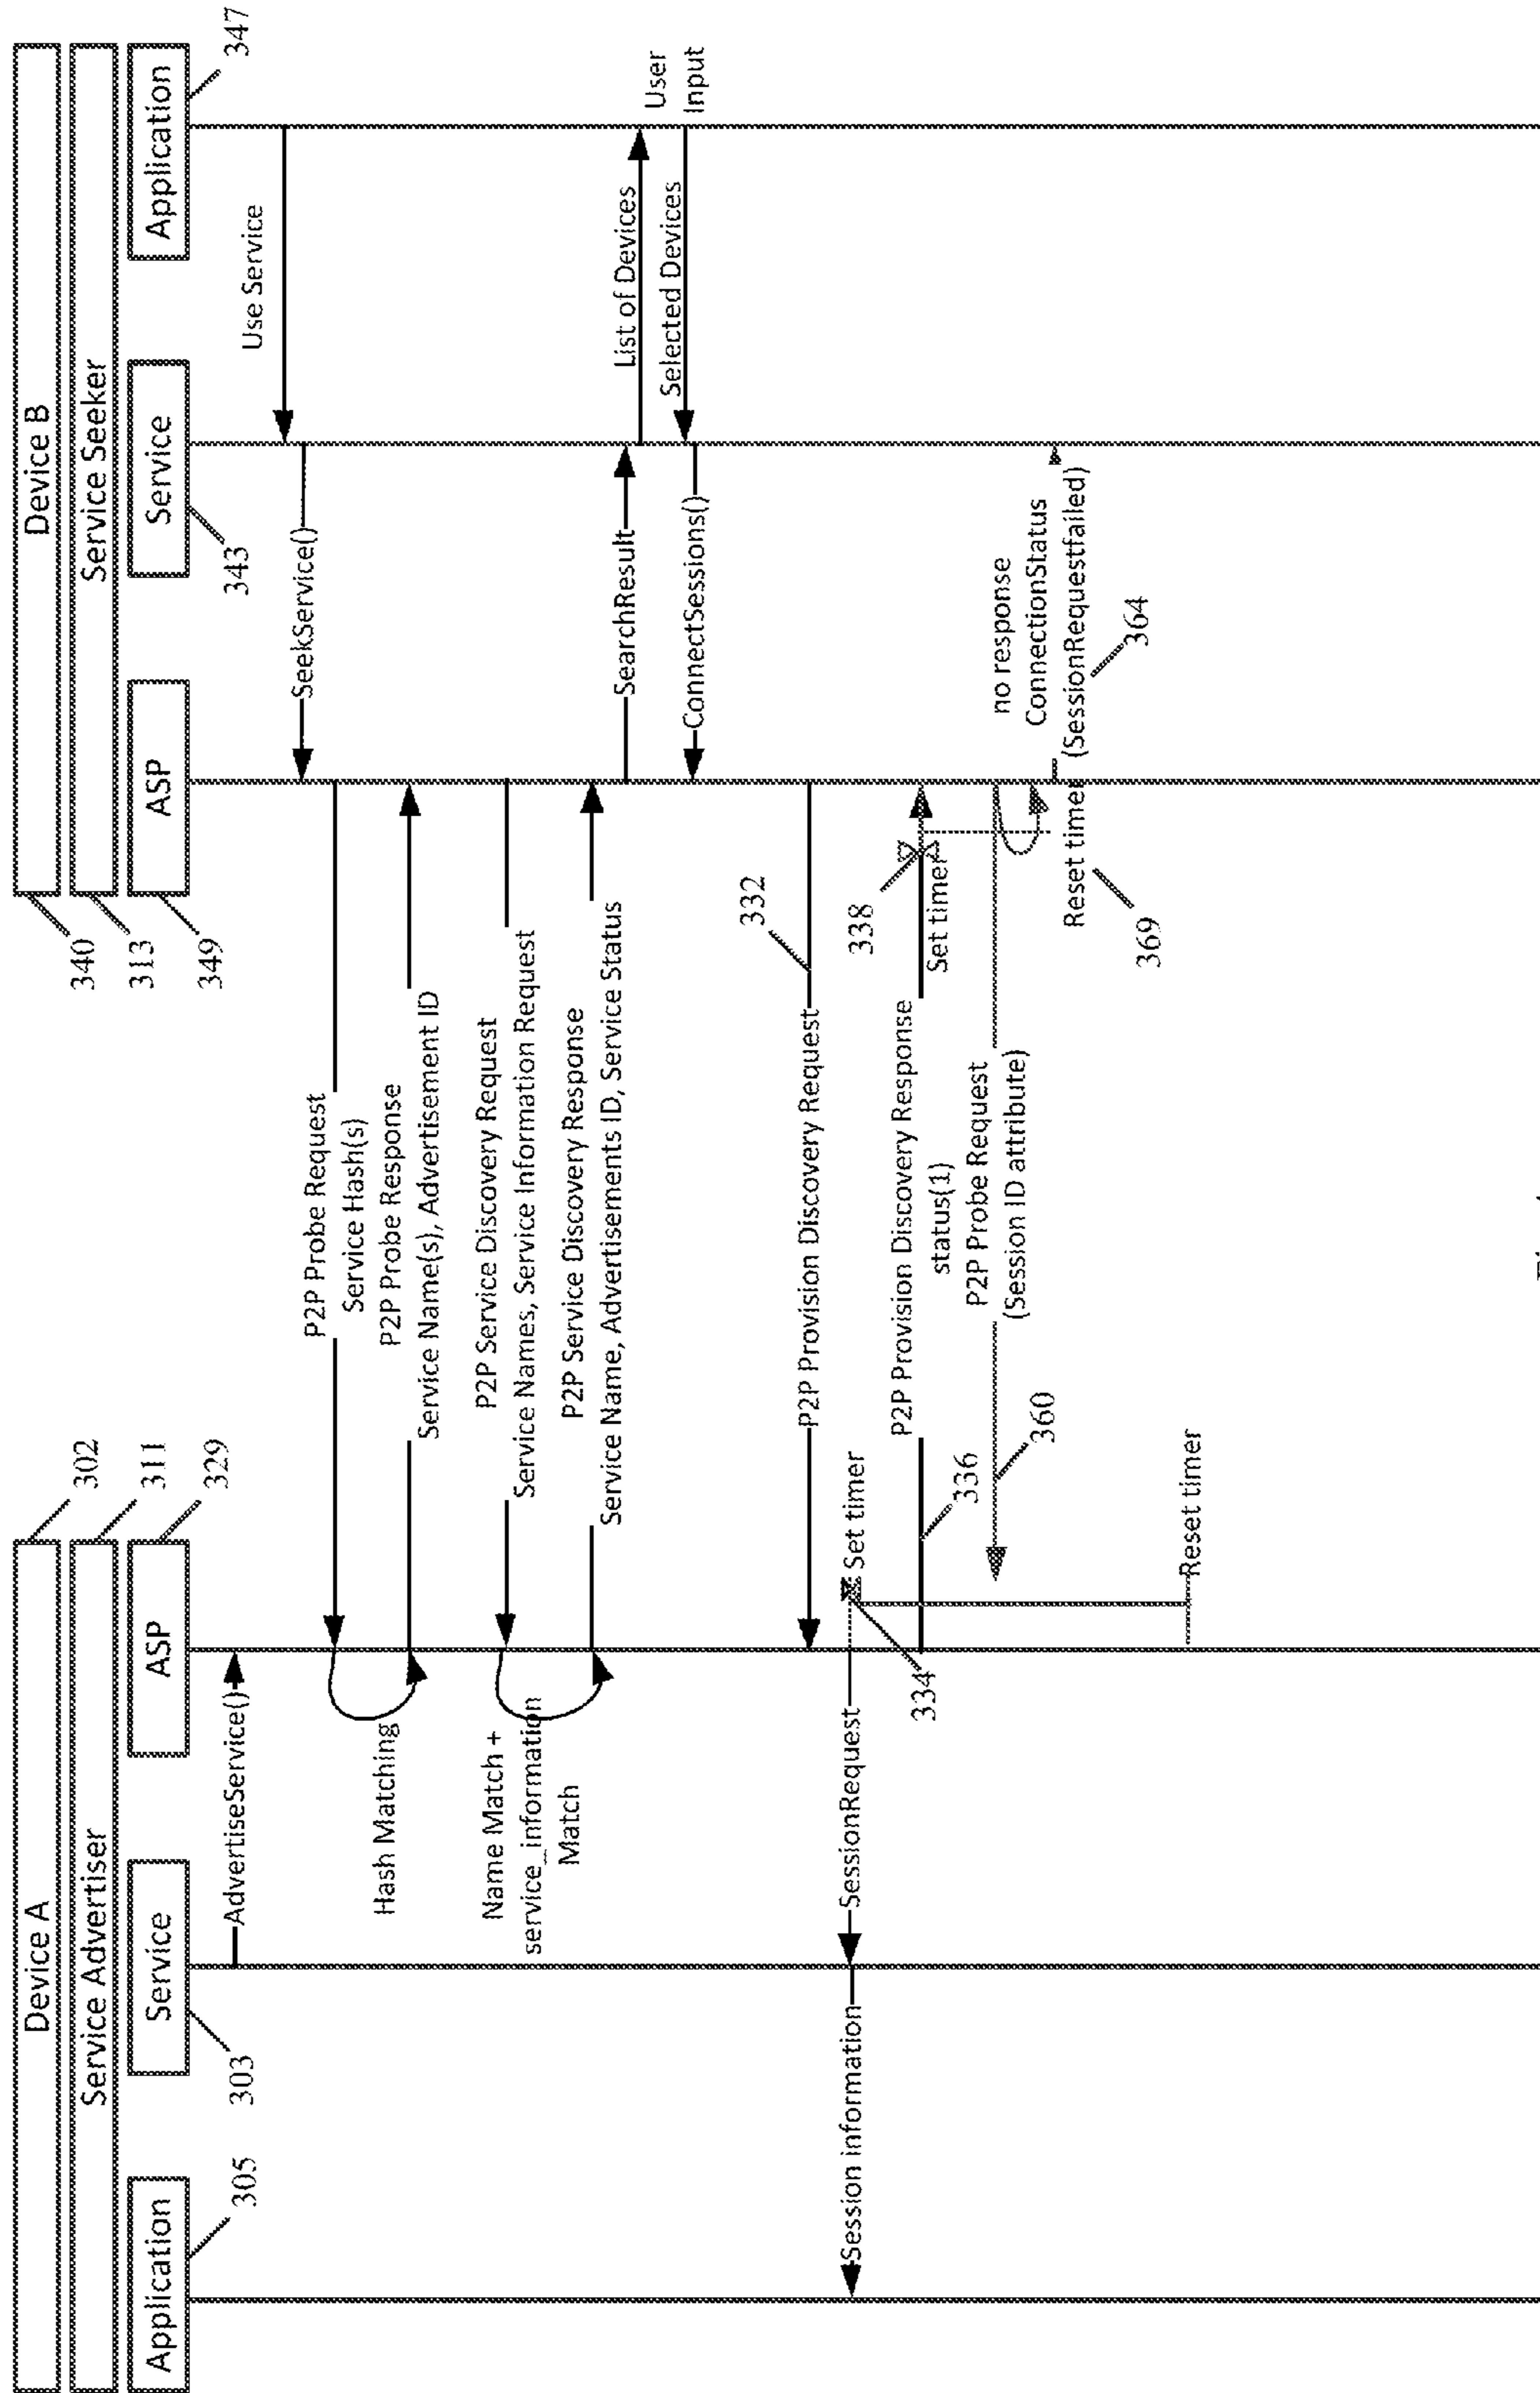 Device A
302
Service Advertiser
311
Application
305
Service
303
ASP
329
Device B
340
Service Seeker
313
ASP
349
Service
343
Application
347
AdvertiseService()
Use Service
SeekService()
P2P Probe Request
Service Hash(s)
Hash Matching
P2P Probe Response
Service Name(s), Advertisement ID
P2P Service Discovery Request
Service Names, Service Information Request
Name Match +
service_information
Match
P2P Service Discovery Response
Service Name, Advertisements ID, Service Status
SearchResult
List of Devices
User
Input
Selected Devices
ConnectSessions()
332
P2P Provision Discovery Request
Set timer
334
SessionRequest
Session information
338
P2P Provision Discovery Response
status(1)
Set timer
336
P2P Probe Request
(Session ID attribute)
360
no response
ConnectionStatus
(SessionRequestfailed)
364
Reset timer
369
Reset timer